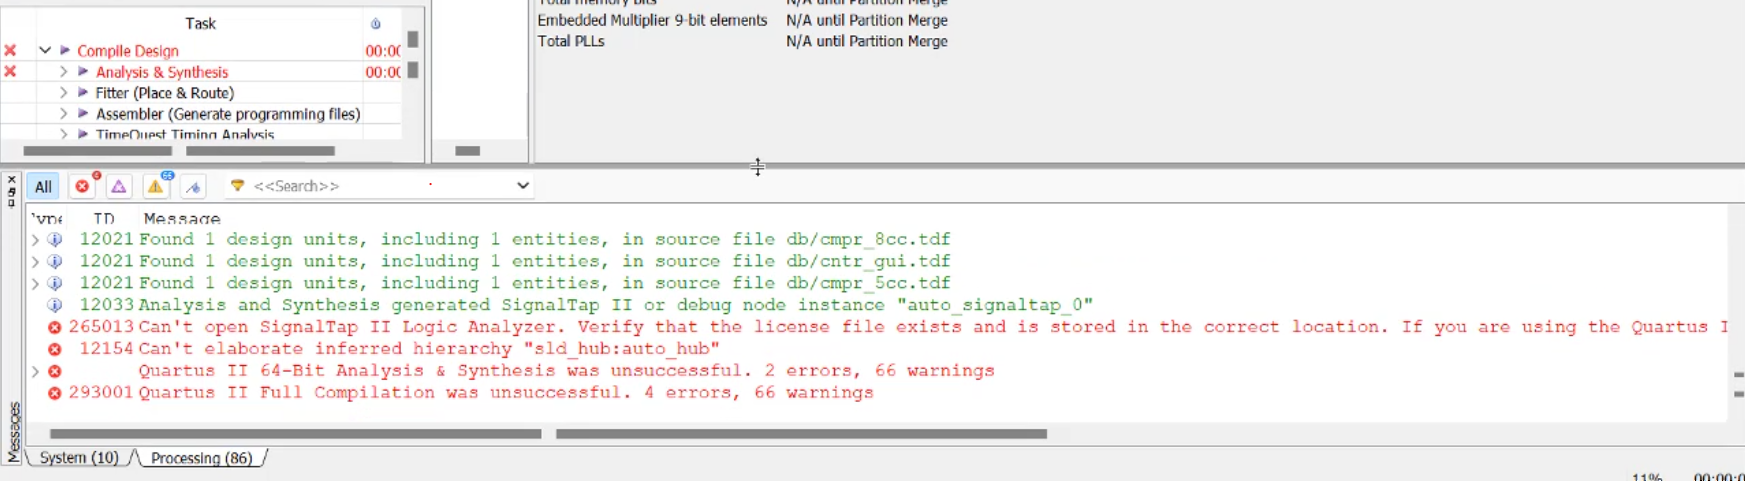 Total memory bits
Embedded Multiplier 9-bit elements N/A until Partition Merge
Total PLLs N/A until Partition Merge
Task
Compile Design 00:00
Analysis & Synthesis 00:00
Fitter (Place & Route)
Assembler (Generate programming files)
TimeQuest Timing Analysis
All <<Search>>
Type ID Message
12021 Found 1 design units, including 1 entities, in source file db/cmpr_8cc.tdf
12021 Found 1 design units, including 1 entities, in source file db/cntr_gui.tdf
12021 Found 1 design units, including 1 entities, in source file db/cmpr_5cc.tdf
12033 Analysis and Synthesis generated SignalTap II or debug node instance "auto_signaltap_0"
265013 Can't open SignalTap II Logic Analyzer. Verify that the license file exists and is stored in the correct location. If you are using the Quartus I
12154 Can't elaborate inferred hierarchy "sld_hub:auto_hub"
Quartus II 64-Bit Analysis & Synthesis was unsuccessful. 2 errors, 66 warnings
293001 Quartus II Full Compilation was unsuccessful. 4 errors, 66 warnings
Messages
System (10) Processing (86)
11% 00:00:0